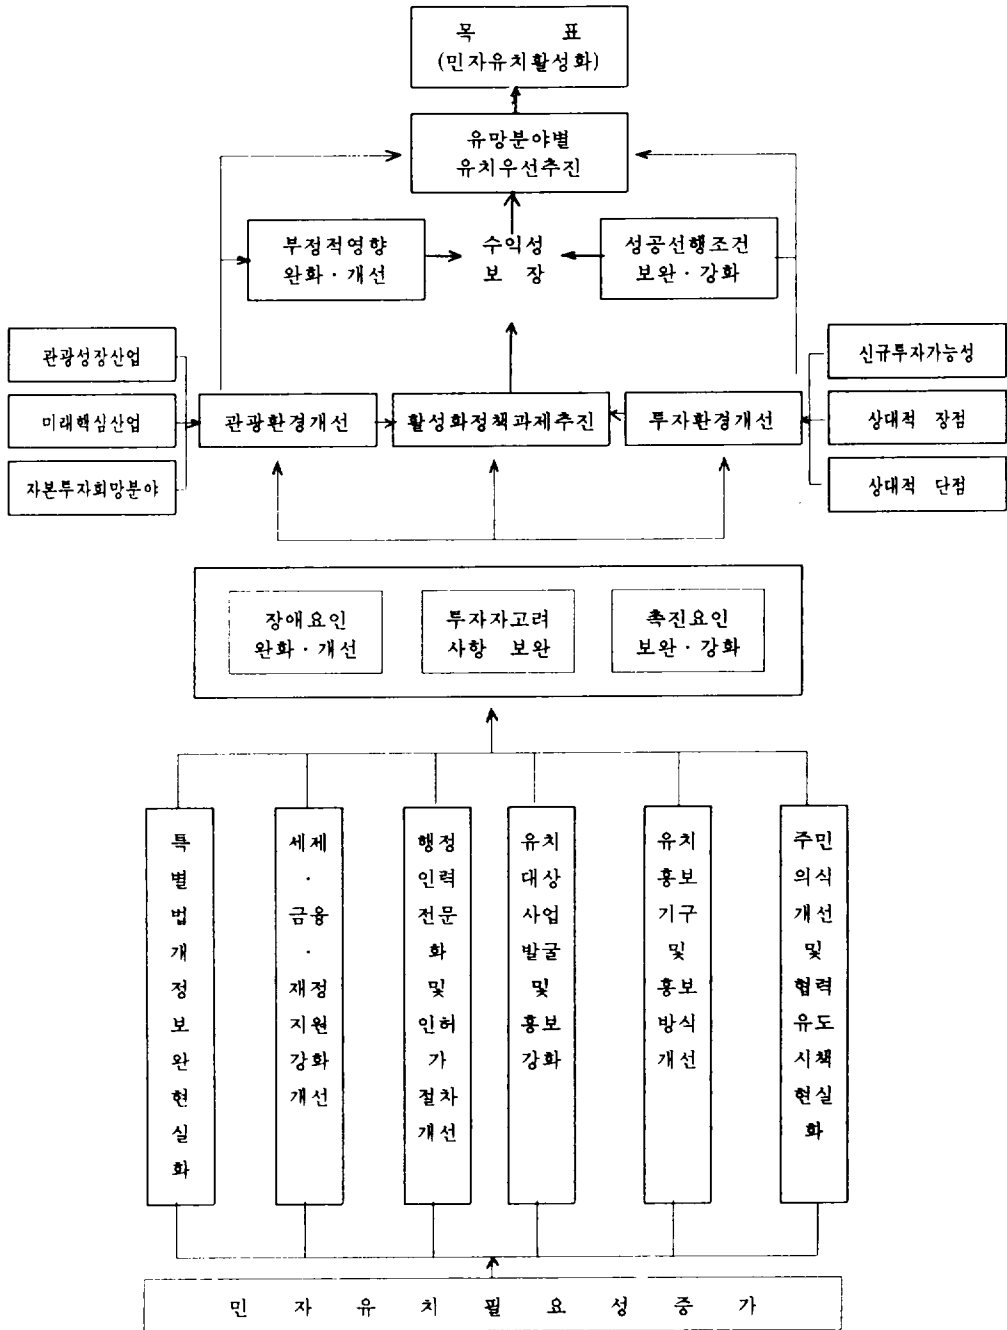 목 표
(민자유치활성화)
유망분야별
유치우선추진
부정적영향
완화 · 개선
수익성
보 장
성공선행조건
보완 · 강화
관광성장산업
미래핵심산업
자본투자희망분야
관광환경개선
활성화정책과제추진
투자환경개선
신규투자가능성
상대적 장점
상대적 단점
장애요인
완화 · 개선
투자자고려
사항 보완
촉진요인
보완 · 강화
특
별
법
개
정
보
완
현
실
화
세제
·
금융
·
재정
지원
강화
개선
행정
인력
전문
화
및
인허
가
절차
개선
유치
대상
사업
발굴
및
홍보
강화
유치
홍보
기구
및
홍보
방식
개선
주민
의식
개선
및
협력
유도
시책
현실
화
민 자 유 치 필 요 성 증 가